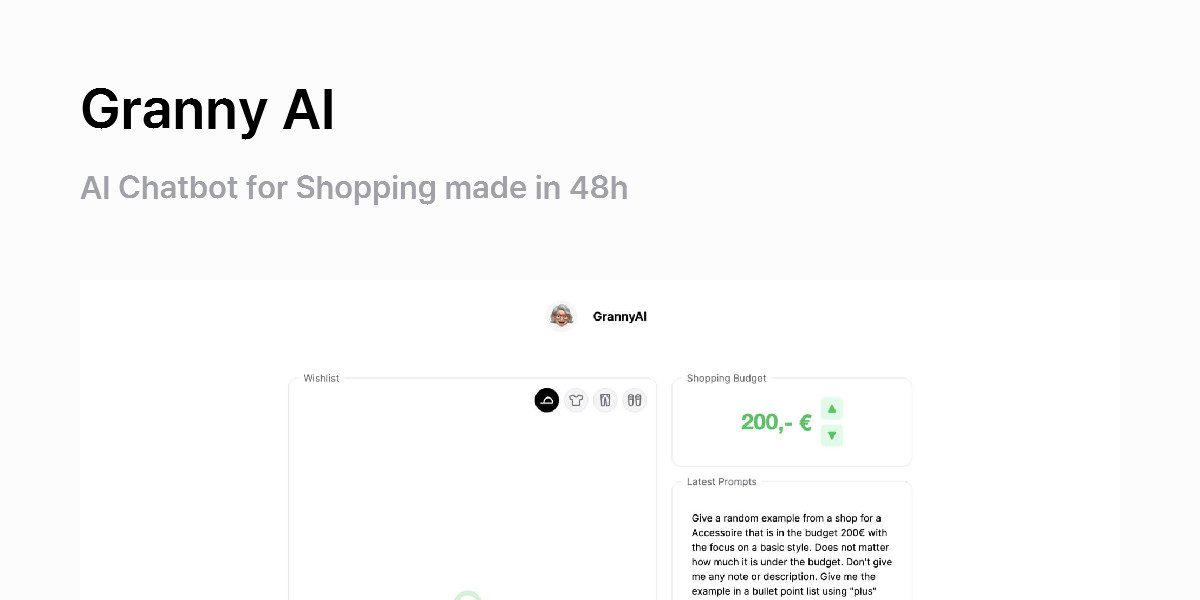 Granny AI
AI Chatbot for Shopping made in 48h
GrannyAI
Wishlist
Shopping Budget
200,- €
Latest Prompts
Give a random example from a shop for a
Accessoire that is in the budget 200€ with
the focus on a basic style. Does not matter
how much it is under the budget. Don't give
me any note or description. Give me the
example in a bullet point list using "plus"